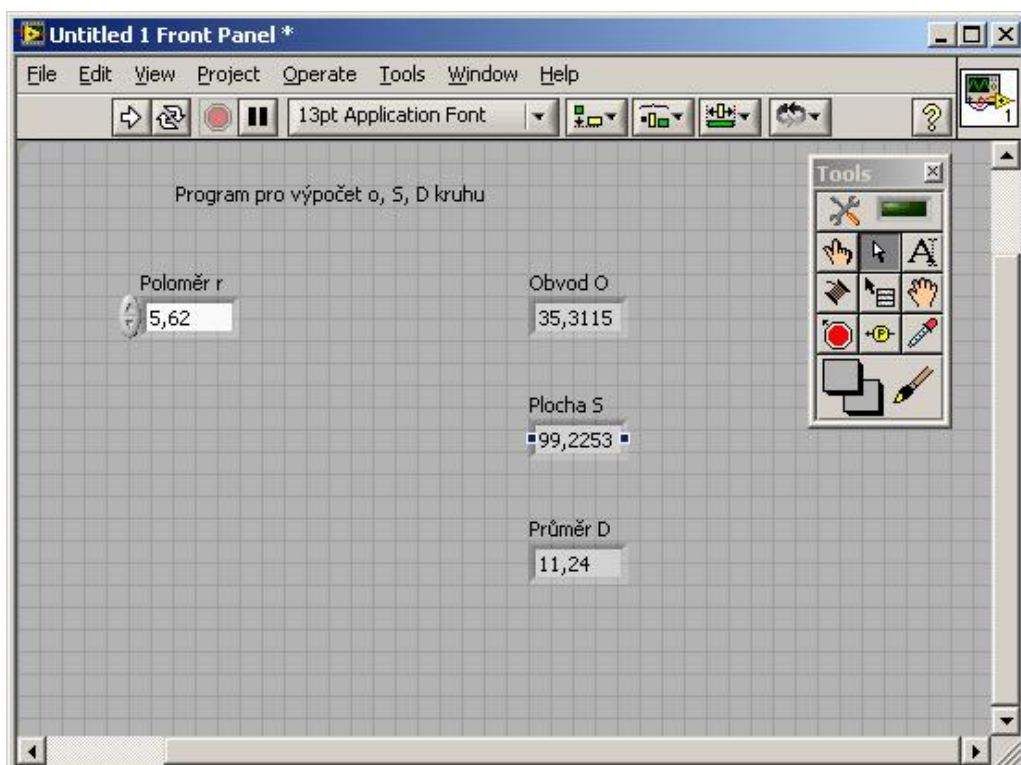 Untitled 1 Front Panel *
File Edit View Project Operate Tools Window Help
13pt Application Font
?
1
Tools
A
P
Program pro výpočet o, S, D kruhu
Poloměr r
5,62
Obvod O
35,3115
Plocha S
99,2253
Průměr D
11,24